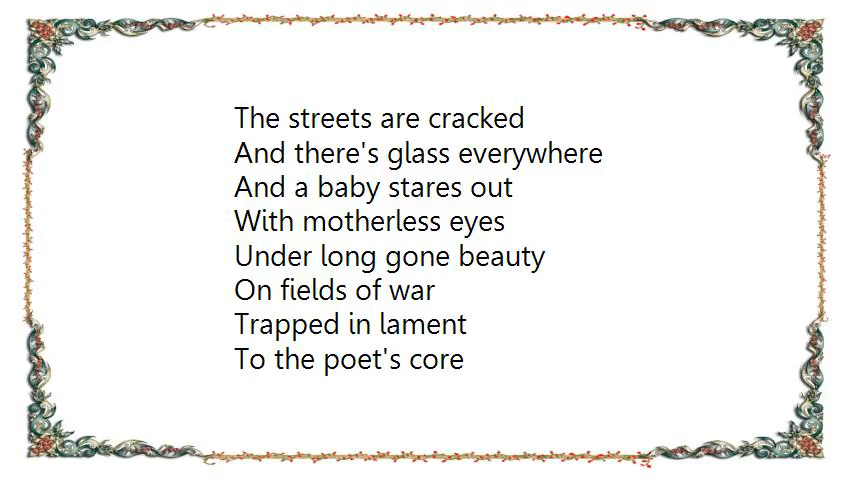 The streets are cracked
And there's glass everywhere
And a baby stares out
With motherless eyes
Under long gone beauty
On fields of war
Trapped in lament
To the poet's core